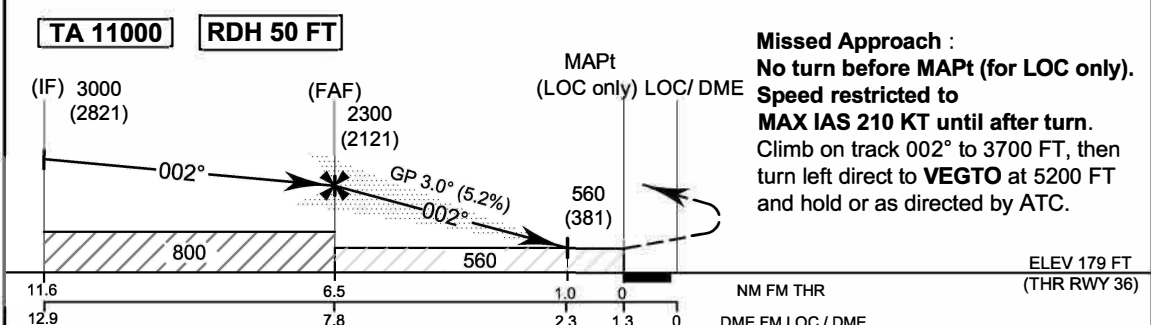 TA 11000 RDH 50 FT
Missed Approach :
No turn before MAPt (for LOC only).
Speed restricted to
MAX IAS 210 KT until after turn.
Climb on track 002° to 3700 FT, then
turn left direct to VEGTO at 5200 FT
and hold or as directed by ATC.
MAPt
(LOC only) LOC/ DME
(IF) 3000
(2821)
(FAF)
2300
(2121)
002°
GP 3.0° (5.2%)
002°
560
(381)
800
560
ELEV 179 FT
(THR RWY 36)
11.6 6.5 1.0 0 NM FM THR
12.9 7.8 2.3 1.3 0 DME FM LOC / DME